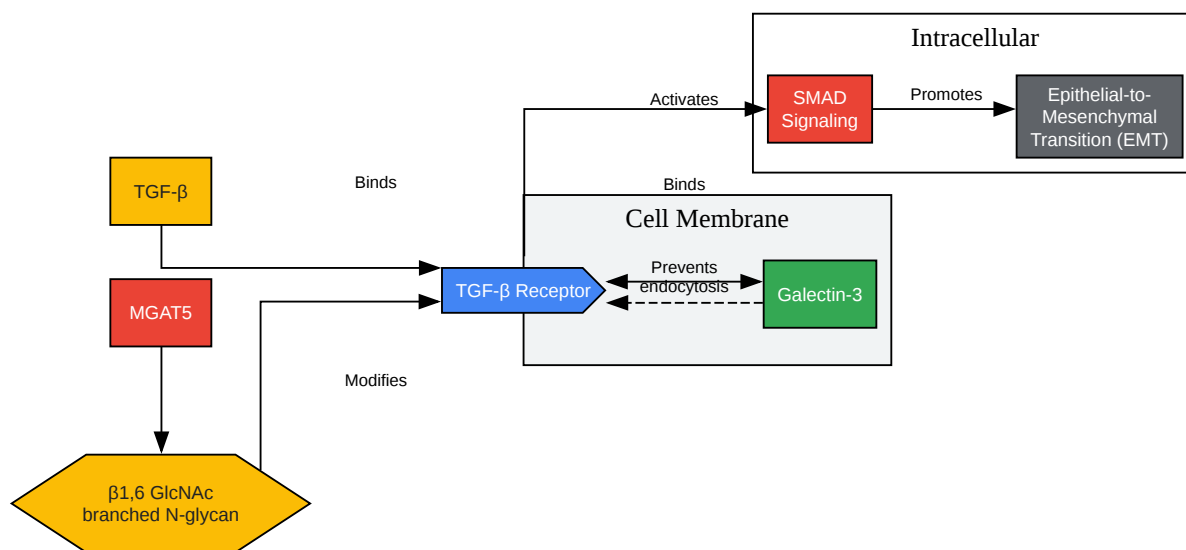 Intracellular
Activates
SMAD
Signaling
Promotes
Epithelial-to-
Mesenchymal
Transition (EMT)
TGF-β
Binds
Binds
Cell Membrane
MGAT5
TGF-β Receptor
Prevents
endocytosis
Galectin-3
Modifies
β1,6 GlcNAc
branched N-glycan